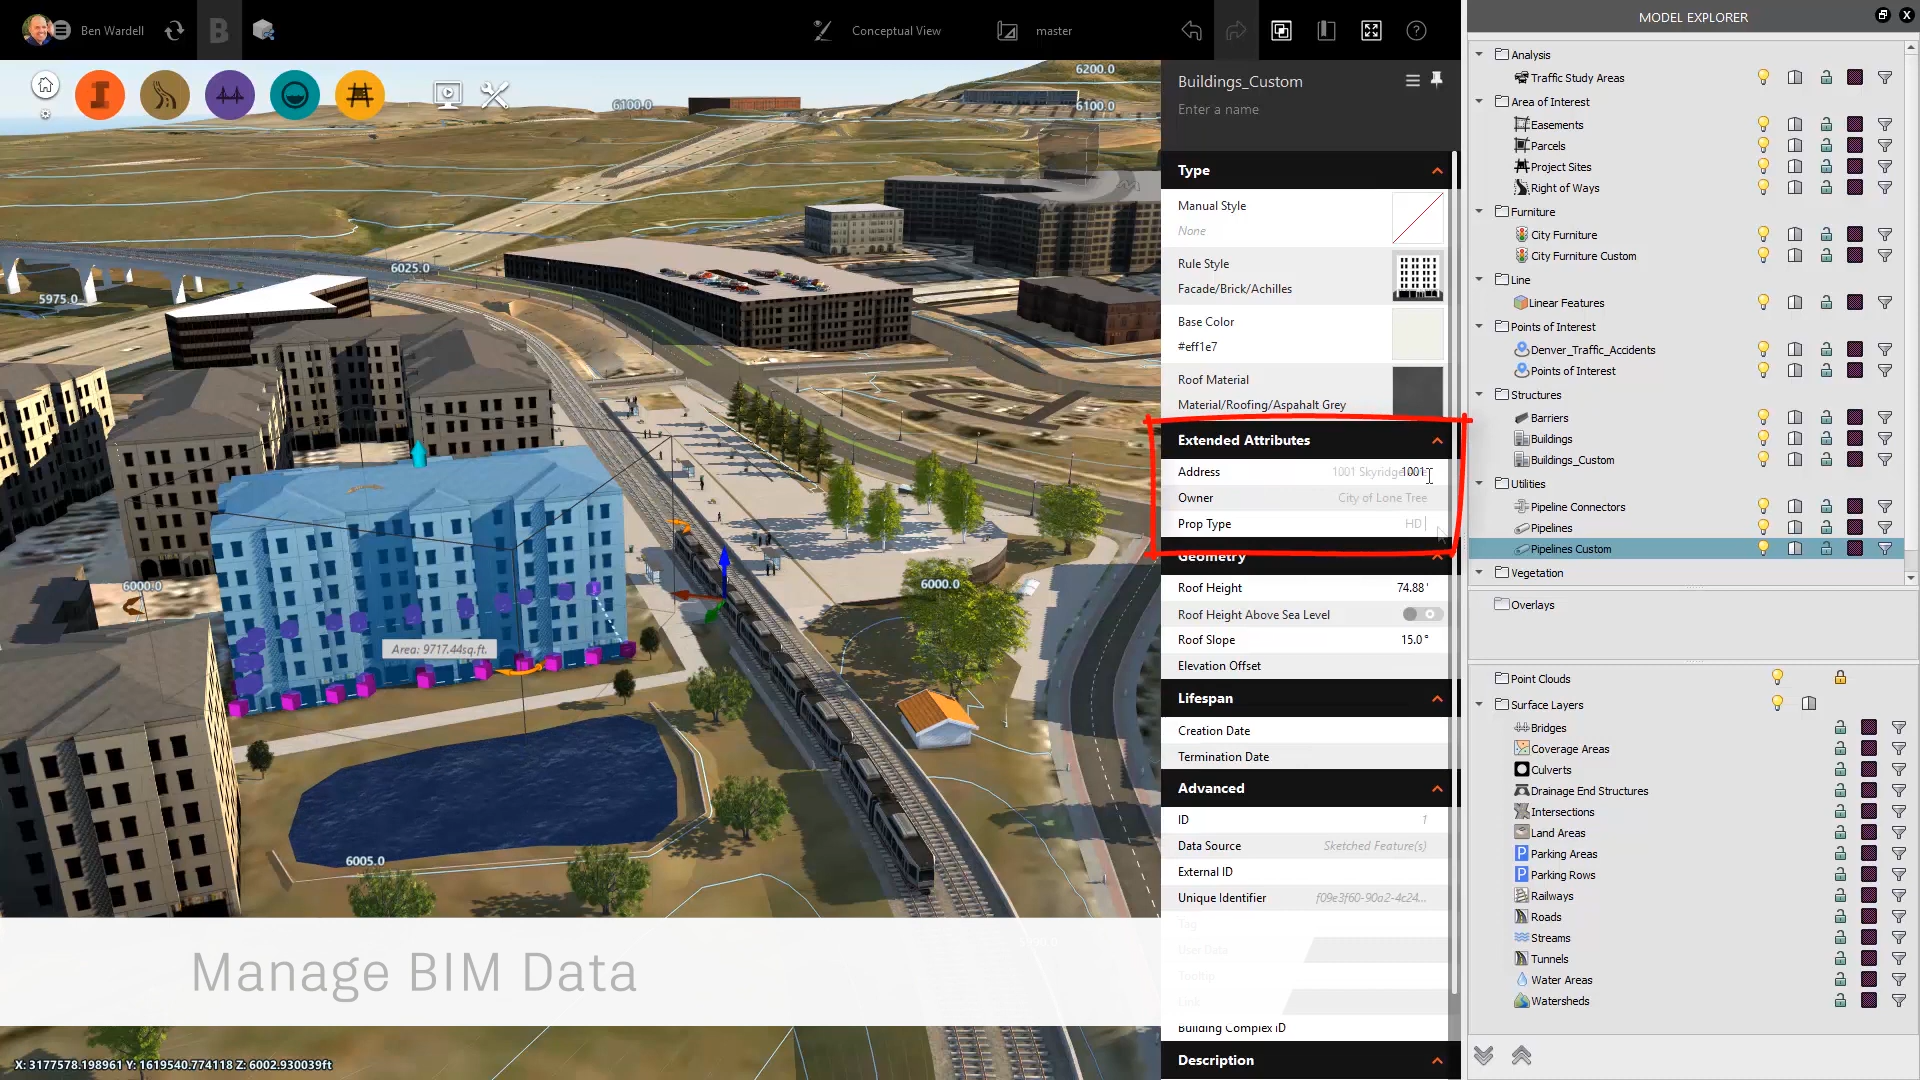 Ben Wardell
B
Conceptual View
master
MODEL EXPLORER
6200.0
6100.0
6100.0
6025.0
5975.0
6000.0
6000.0
6005.0
Area: 9717.44sq.ft.
Manage BIM Data
X: 3177578.198961 Y: 1619540.774118 Z: 6002.930039ft
Buildings_Custom
Enter a name
Type
Manual Style
None
Rule Style
Facade/Brick/Achilles
Base Color
#eff1e7
Roof Material
Material/Roofing/Aspahalt Grey
Extended Attributes
Address 1001 Skyridge 1001
Owner City of Lone Tree
Prop Type HD
Geometry
Roof Height 74.88'
Roof Height Above Sea Level
Roof Slope 15.0°
Elevation Offset
Lifespan
Creation Date
Termination Date
Advanced
ID 1
Data Source Sketched Feature(s)
External ID
Unique Identifier f09e3f60-90a2-4c24...
Tag
User Data
Tooltip
Link
Building Complex ID
Description
Analysis
Traffic Study Areas
Area of Interest
Easements
Parcels
Project Sites
Right of Ways
Furniture
City Furniture
City Furniture Custom
Line
Linear Features
Points of Interest
Denver_Traffic_Accidents
Points of Interest
Structures
Barriers
Buildings
Buildings_Custom
Utilities
Pipeline Connectors
Pipelines
Pipelines Custom
Vegetation
Overlays
Point Clouds
Surface Layers
Bridges
Coverage Areas
Culverts
Drainage End Structures
Intersections
Land Areas
Parking Areas
Parking Rows
Railways
Roads
Streams
Tunnels
Water Areas
Watersheds